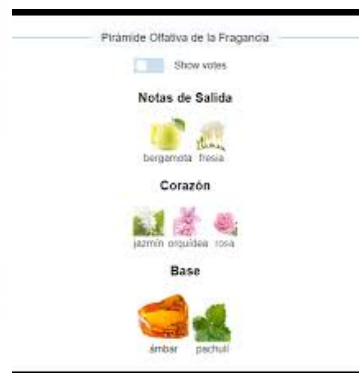 Pirámide Olfativa de la Fragancia
Show votes
Notas de Salida
bergamota fresia
Corazón
jazmín orquídea rosa
Base
ámbar pachulí